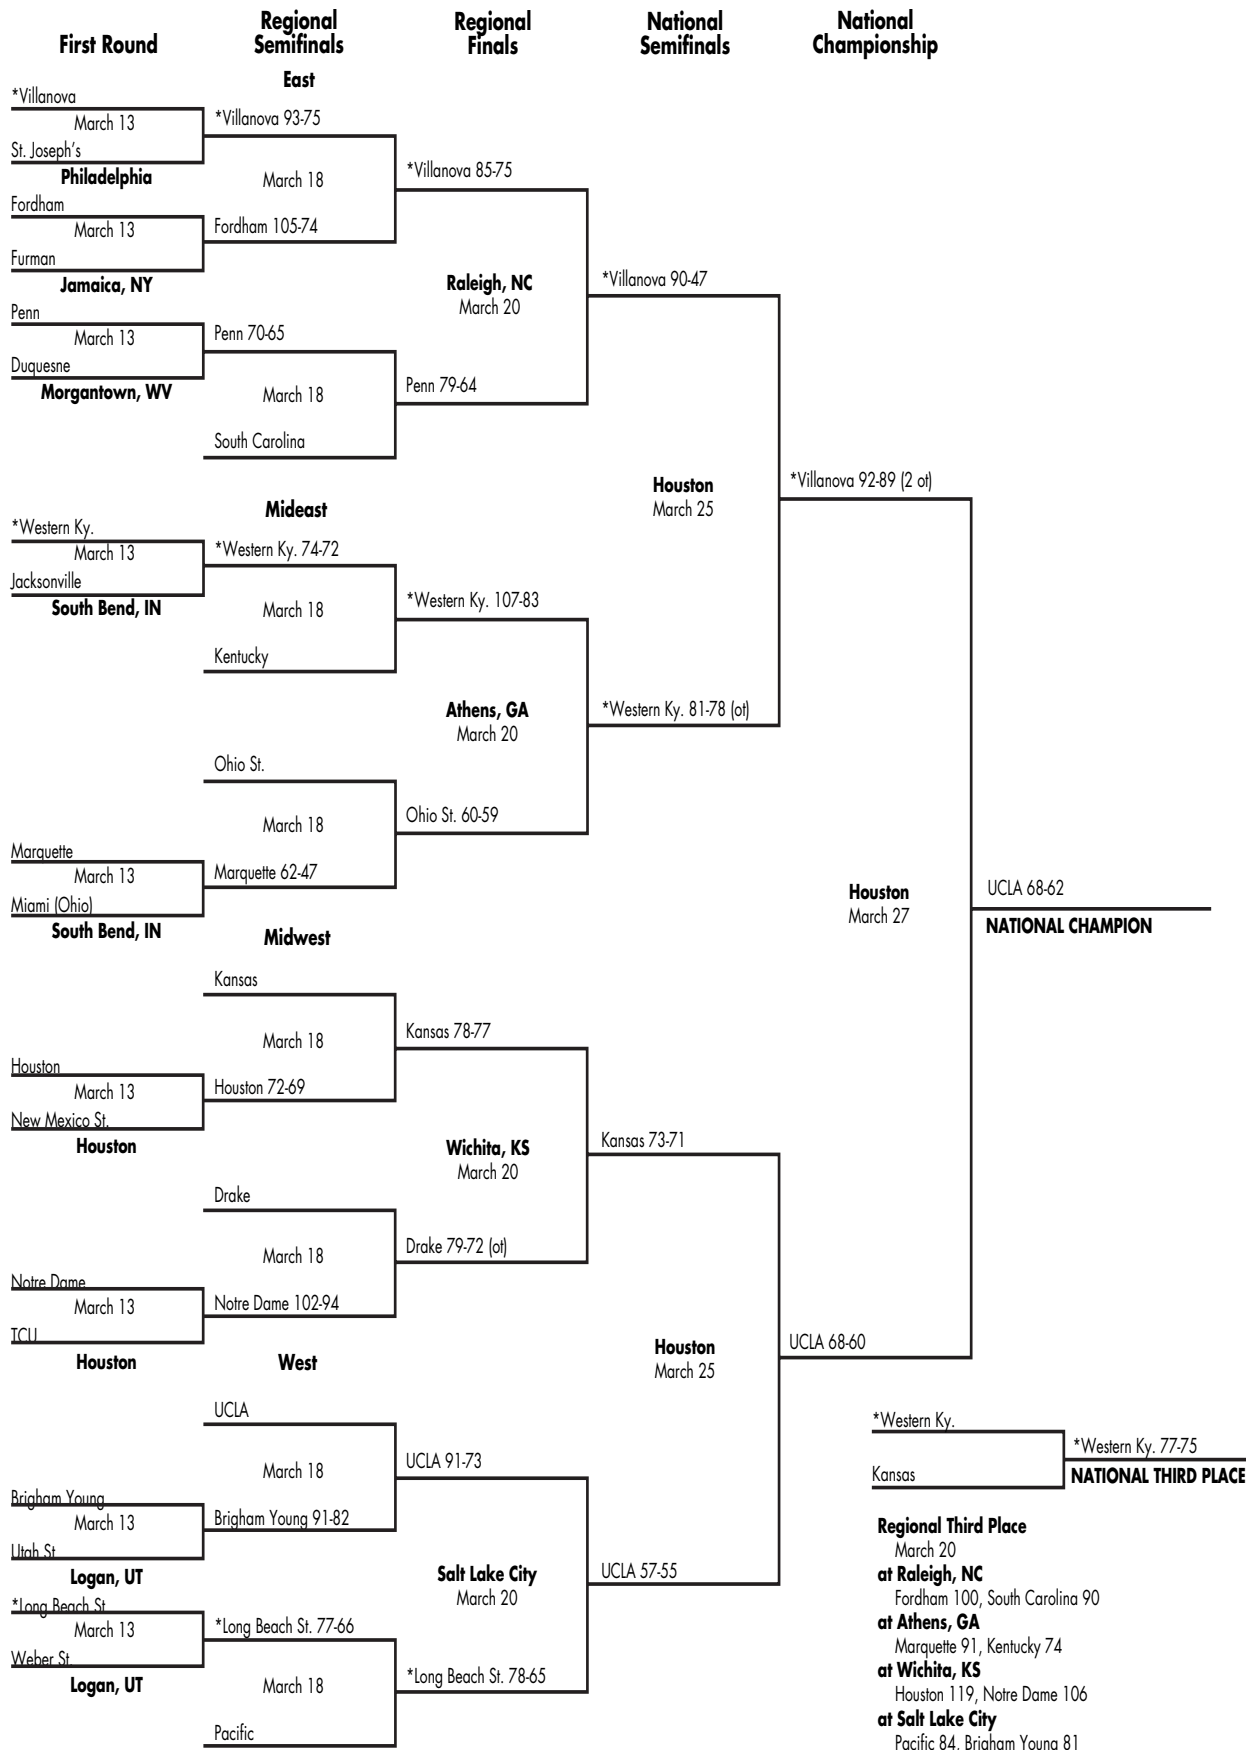 First Round
Regional
Semifinals
Regional
Finals
National
Semifinals
National
Championship
East
*Villanova
March 13
St. Joseph's
Philadelphia
Fordham
March 13
Furman
Jamaica, NY
Penn
March 13
Duquesne
Morgantown, WV
*Villanova 93-75
March 18
Fordham 105-74
Penn 70-65
March 18
South Carolina
*Villanova 85-75
Raleigh, NC
March 20
Penn 79-64
*Villanova 90-47
Mideast
*Western Ky.
March 13
Jacksonville
South Bend, IN
*Western Ky. 74-72
March 18
Kentucky
Ohio St.
March 18
Marquette
March 13
Miami (Ohio)
South Bend, IN
Marquette 62-47
*Western Ky. 107-83
Athens, GA
March 20
Ohio St. 60-59
*Western Ky. 81-78 (ot)
Houston
March 25
*Villanova 92-89 (2 ot)
Midwest
Kansas
March 18
Houston
March 13
New Mexico St.
Houston
Houston 72-69
Drake
March 18
Notre Dame
March 13
TCU
Houston
Notre Dame 102-94
Kansas 78-77
Wichita, KS
March 20
Drake 79-72 (ot)
Kansas 73-71
West
UCLA
March 18
Brigham Young
March 13
Utah St.
Logan, UT
Brigham Young 91-82
*Long Beach St.
March 13
Weber St.
Logan, UT
*Long Beach St. 77-66
March 18
Pacific
UCLA 91-73
Salt Lake City
March 20
*Long Beach St. 78-65
UCLA 57-55
Houston
March 25
UCLA 68-60
Houston
March 27
UCLA 68-62
NATIONAL CHAMPION
*Western Ky.
Kansas
*Western Ky. 77-75
NATIONAL THIRD PLACE
Regional Third Place
March 20
at Raleigh, NC
Fordham 100, South Carolina 90
at Athens, GA
Marquette 91, Kentucky 74
at Wichita, KS
Houston 119, Notre Dame 106
at Salt Lake City
Pacific 84, Brigham Young 81